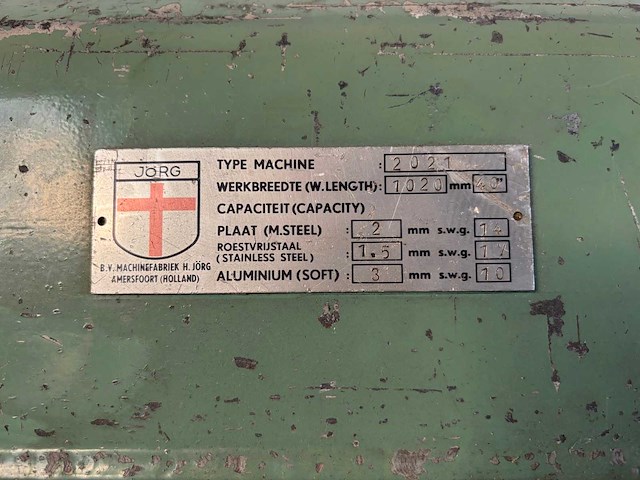 JÖRG
B.V. MACHINEFABRIEK H. JÖRG
AMERSFOORT (HOLLAND)
TYPE MACHINE : 2021
WERKBREEDTE (W. LENGTH) : 1020 mm 40"
CAPACITEIT (CAPACITY)
PLAAT (M. STEEL) : 2 mm s.w.g. 14
ROESTVRIJSTAAL
(STAINLESS STEEL) : 1.5 mm s.w.g. 17
ALUMINIUM (SOFT) : 3 mm s.w.g. 10